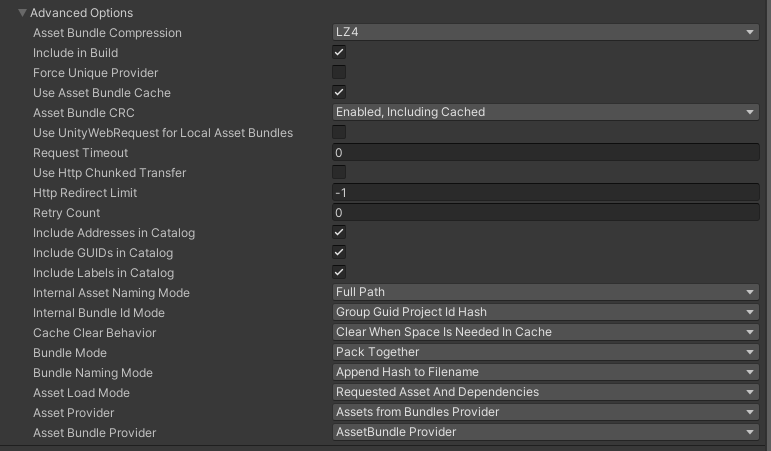 Advanced Options
Asset Bundle Compression LZ4
Include in Build
Force Unique Provider
Use Asset Bundle Cache
Asset Bundle CRC Enabled, Including Cached
Use UnityWebRequest for Local Asset Bundles
Request Timeout 0
Use Http Chunked Transfer
Http Redirect Limit -1
Retry Count 0
Include Addresses in Catalog
Include GUIDs in Catalog
Include Labels in Catalog
Internal Asset Naming Mode Full Path
Internal Bundle Id Mode Group Guid Project Id Hash
Cache Clear Behavior Clear When Space Is Needed In Cache
Bundle Mode Pack Together
Bundle Naming Mode Append Hash to Filename
Asset Load Mode Requested Asset And Dependencies
Asset Provider Assets from Bundles Provider
Asset Bundle Provider AssetBundle Provider